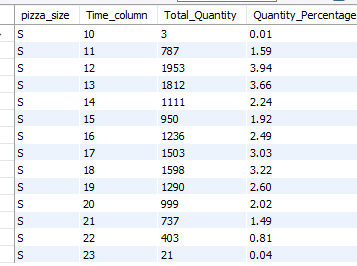 pizza_size Time_column Total_Quantity Quantity_Percentage
S 10 3 0.01
S 11 787 1.59
S 12 1953 3.94
S 13 1812 3.66
S 14 1111 2.24
S 15 950 1.92
S 16 1236 2.49
S 17 1503 3.03
S 18 1598 3.22
S 19 1290 2.60
S 20 999 2.02
S 21 737 1.49
S 22 403 0.81
S 23 21 0.04